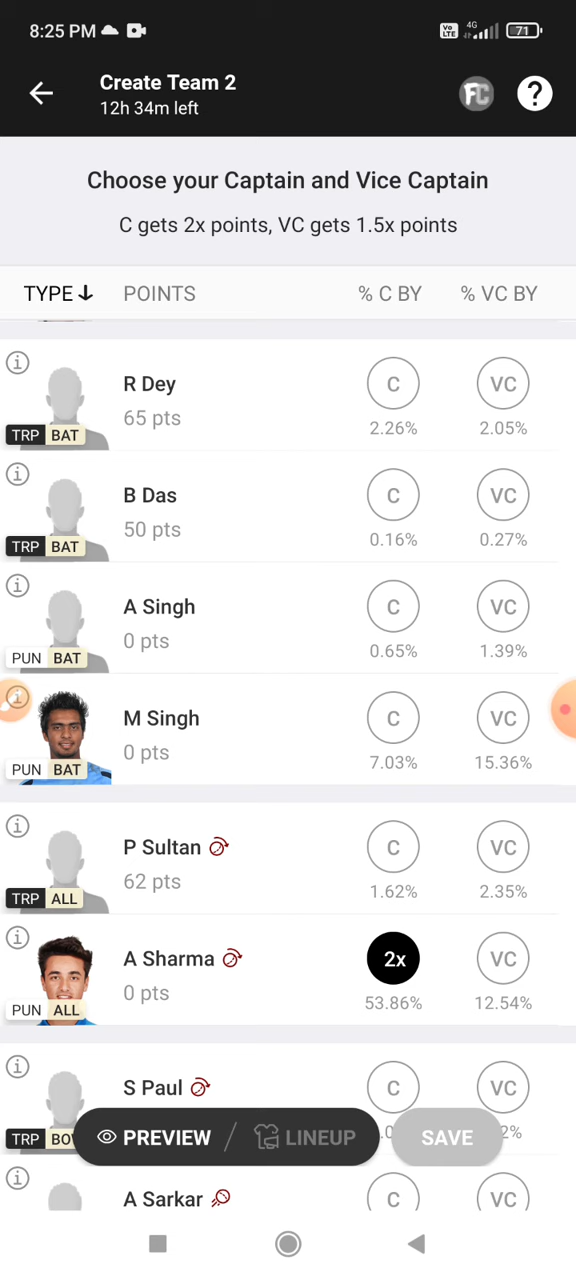 8:25 PM
Vo LTE 4G 71
Create Team 2
12h 34m left
FC ?
Choose your Captain and Vice Captain
C gets 2x points, VC gets 1.5x points
TYPE POINTS % C BY % VC BY
R Dey C VC
65 pts
TRP BAT 2.26% 2.05%
B Das C VC
50 pts
TRP BAT 0.16% 0.27%
A Singh C VC
0 pts
PUN BAT 0.65% 1.39%
M Singh C VC
0 pts
PUN BAT 7.03% 15.36%
P Sultan C VC
62 pts
TRP ALL 1.62% 2.35%
A Sharma 2x VC
0 pts
PUN ALL 53.86% 12.54%
S Paul C VC
TRP PREVIEW LINEUP SAVE
A Sarkar C VC